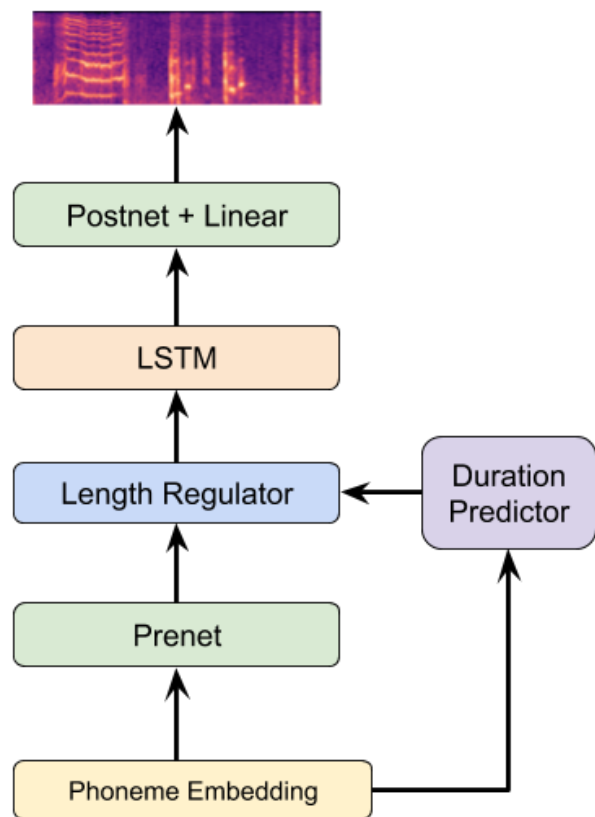 Postnet + Linear
LSTM
Length Regulator
Duration
Predictor
Prenet
Phoneme Embedding